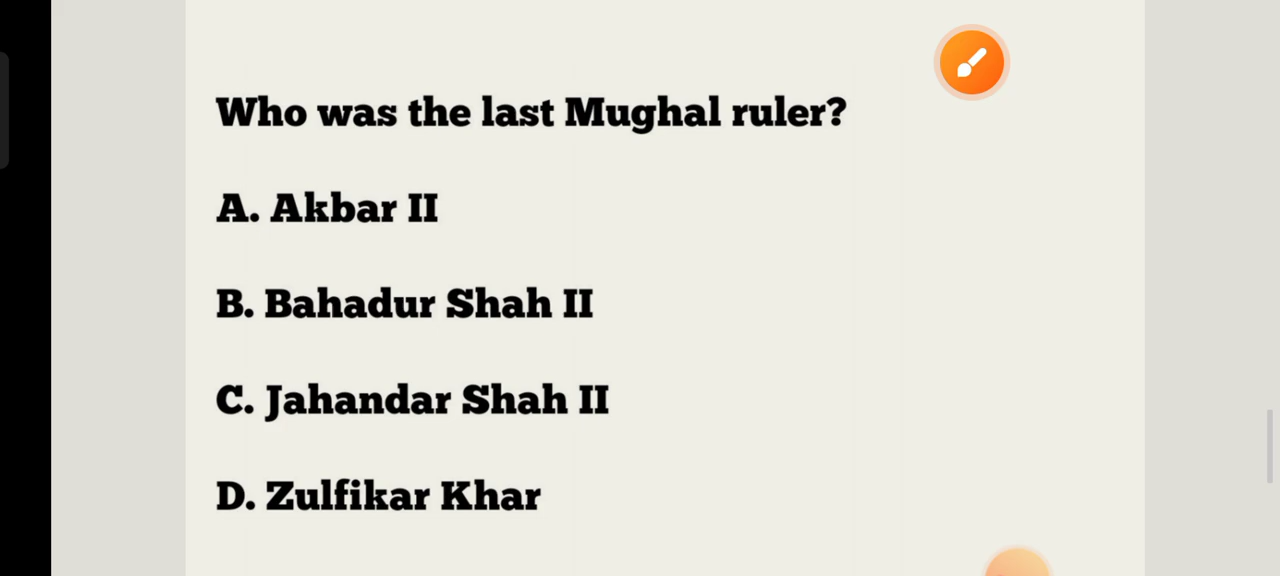 Who was the last Mughal ruler?
A. Akbar II
B. Bahadur Shah II
C. Jahandar Shah II
D. Zulfikar Khar